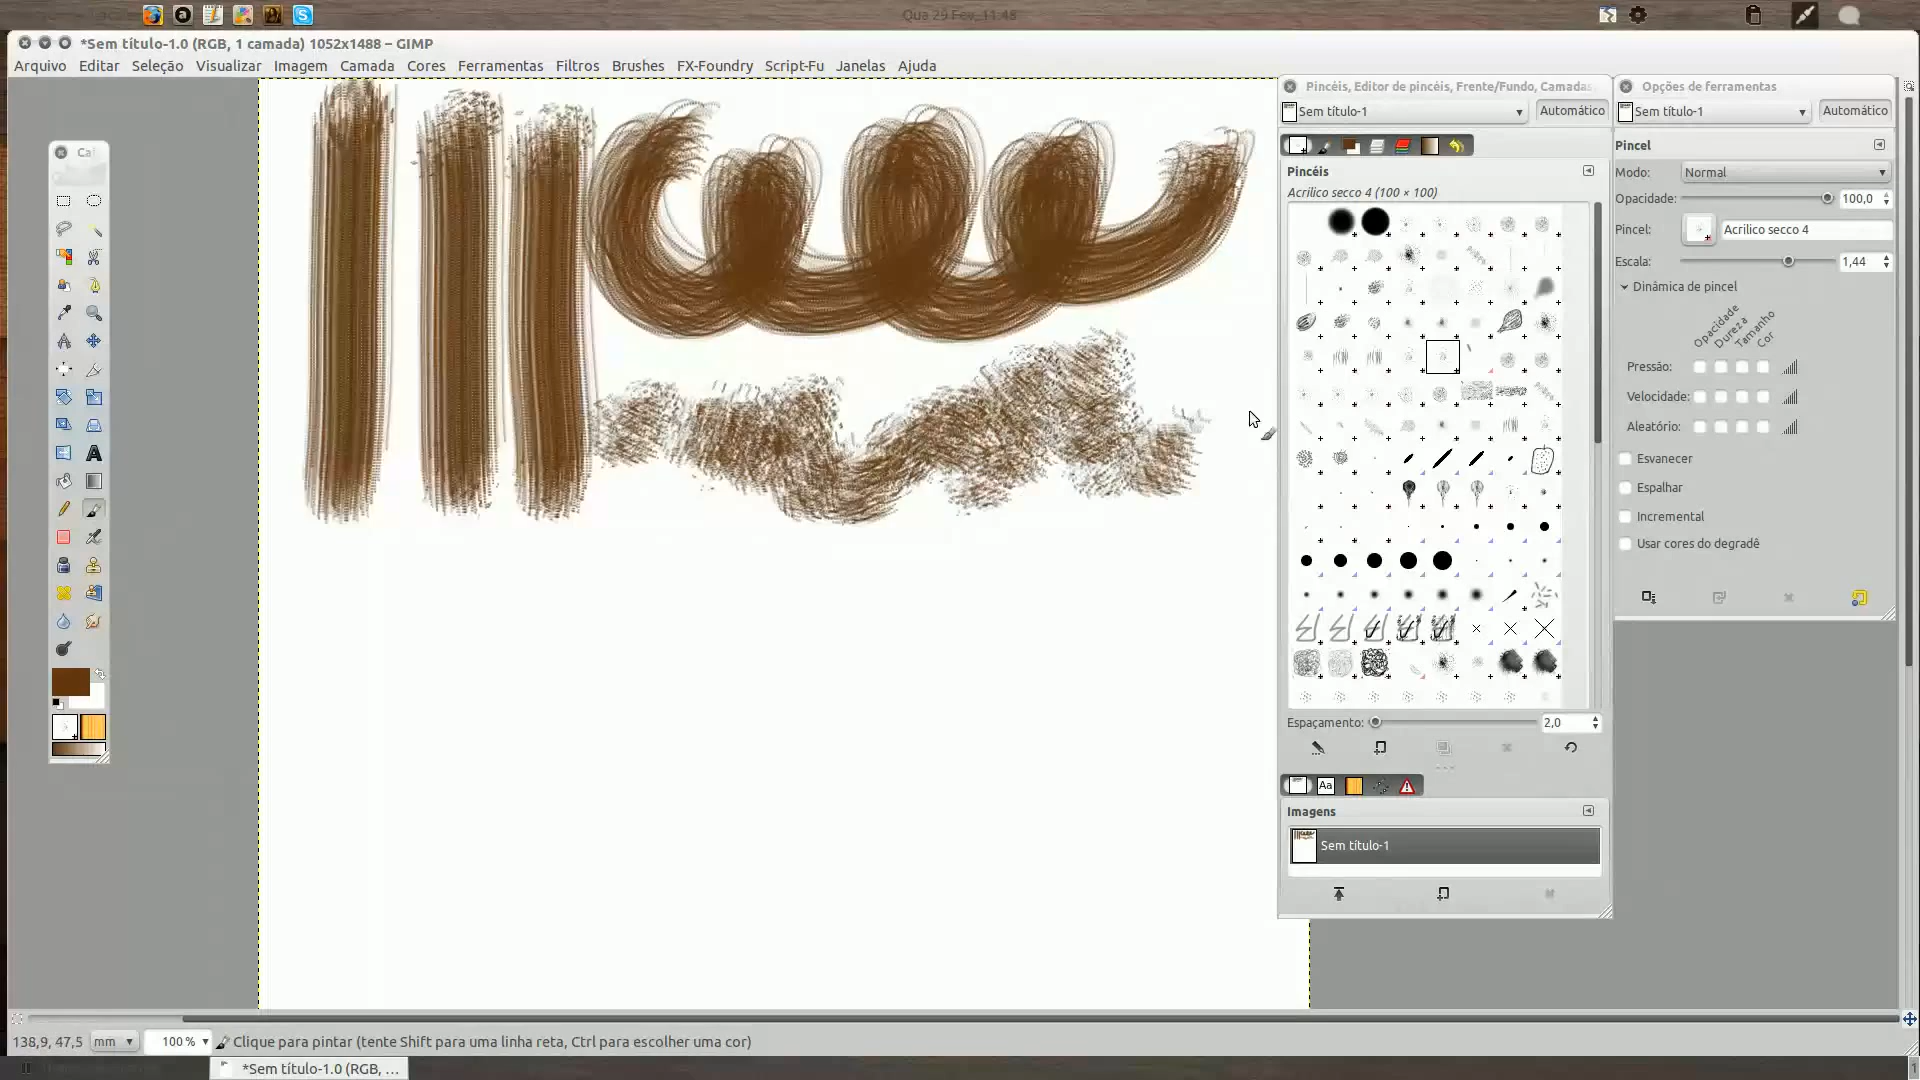 Qua 29 Fev, 11:48
*Sem título-1.0 (RGB, 1 camada) 1052x1488 – GIMP
Arquivo Editar Seleção Visualizar Imagem Camada Cores Ferramentas Filtros Brushes FX-Foundry Script-Fu Janelas Ajuda
Ca
Pincéis, Editor de pincéis, Frente/Fundo, Camadas
Sem título-1 Automático
Pincéis
Acrilico secco 4 (100 × 100)
Espaçamento: 2,0
Aa
Imagens
Sem título-1
Opções de ferramentas
Sem título-1 Automático
Pincel
Modo: Normal
Opacidade: 100,0
Pincel: Acrilico secco 4
Escala: 1,44
Dinâmica de pincel
Opacidade Dureza Tamanho Cor
Pressão:
Velocidade:
Aleatório:
Esvanecer
Espalhar
Incremental
Usar cores do degradê
138,9, 47,5 mm 100 % Clique para pintar (tente Shift para uma linha reta, Ctrl para escolher uma cor)
*Sem título-1.0 (RGB, ...
1